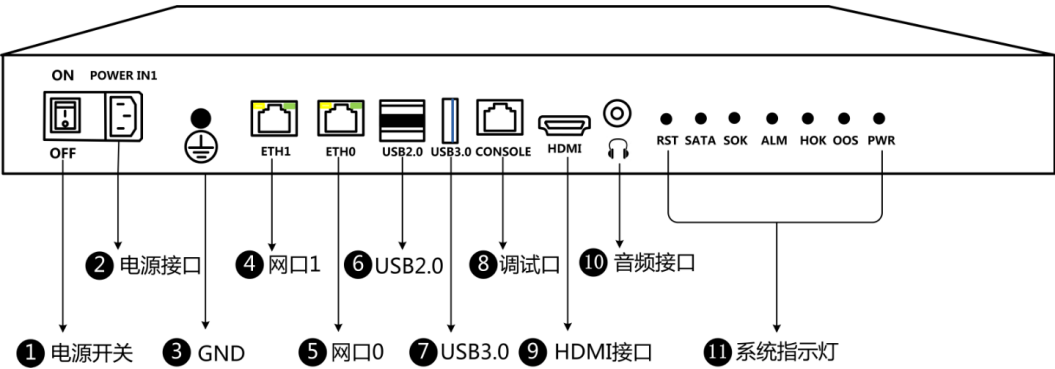 ON POWER IN1
OFF
ETH1 ETH0 USB2.0 USB3.0 CONSOLE HDMI
RST SATA SOK ALM HOK OOS PWR
❷ 电源接口 ❹ 网口1 ❻ USB2.0 ❽ 调试口 ❿ 音频接口
❶ 电源开关 ❸ GND ❺ 网口0 ❼ USB3.0 ❾ HDMI接口 ⓫ 系统指示灯